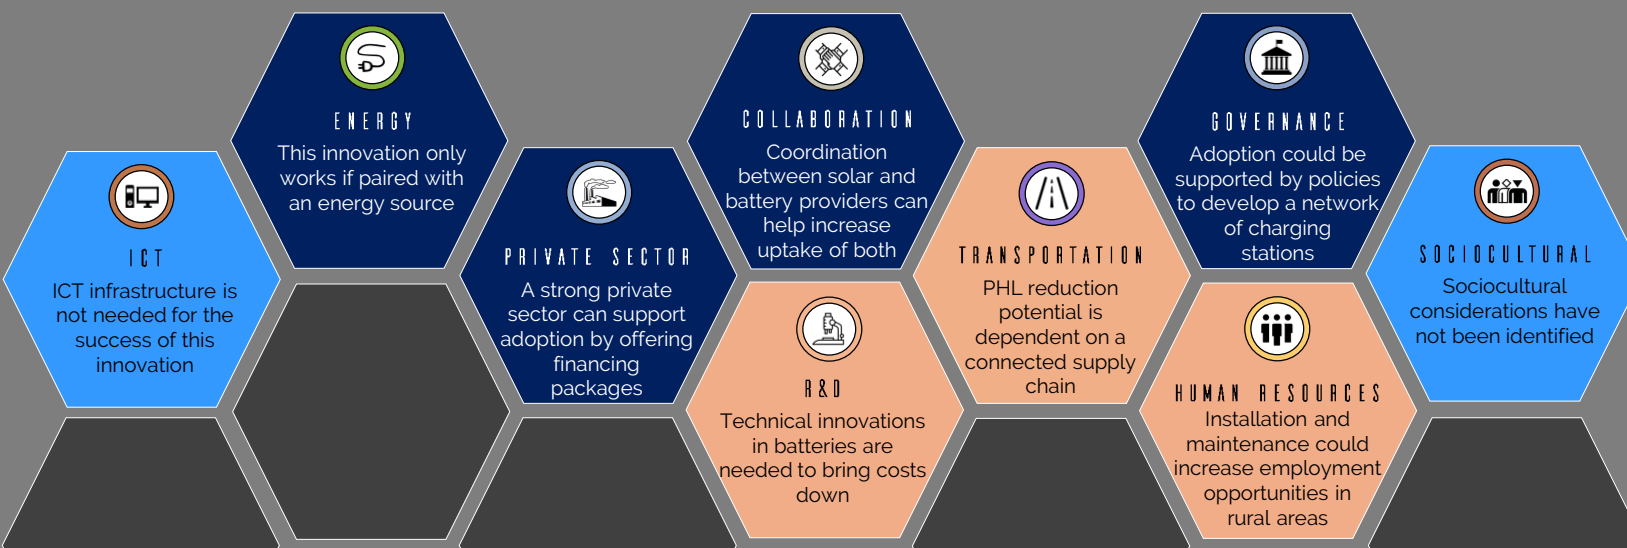 ENERGY
This innovation only
works if paired with
an energy source
COLLABORATION
Coordination
between solar and
battery providers can
help increase
uptake of both
GOVERNANCE
Adoption could be
supported by policies
to develop a network
of charging
stations
ICT
ICT infrastructure is
not needed for the
success of this
innovation
PRIVATE SECTOR
A strong private
sector can support
adoption by offering
financing
packages
TRANSPORTATION
PHL reduction
potential is
dependent on a
connected supply
chain
SOCIOCULTURAL
Sociocultural
considerations have
not been identified
R&D
Technical innovations
in batteries are
needed to bring costs
down
HUMAN RESOURCES
Installation and
maintenance could
increase employment
opportunities in
rural areas